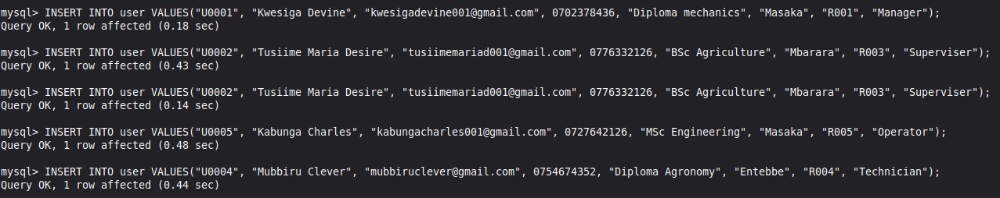 mysql> INSERT INTO user VALUES("U0001", "Kwesiga Devine", "kwesigadevine001@gmail.com", 0702378436, "Diploma mechanics", "Masaka", "R001", "Manager");
Query OK, 1 row affected (0.18 sec)
mysql> INSERT INTO user VALUES("U0002", "Tusiime Maria Desire", "tusiimemariad001@gmail.com", 0776332126, "BSc Agriculture", "Mbarara", "R003", "Superviser");
Query OK, 1 row affected (0.43 sec)
mysql> INSERT INTO user VALUES("U0002", "Tusiime Maria Desire", "tusiimemariad001@gmail.com", 0776332126, "BSc Agriculture", "Mbarara", "R003", "Superviser");
Query OK, 1 row affected (0.14 sec)
mysql> INSERT INTO user VALUES("U0005", "Kabunga Charles", "kabungacharles001@gmail.com", 0727642126, "MSc Engineering", "Masaka", "R005", "Operator");
Query OK, 1 row affected (0.48 sec)
mysql> INSERT INTO user VALUES("U0004", "Mubbiru Clever", "mubbiruclever@gmail.com", 0754674352, "Diploma Agronomy", "Entebbe", "R004", "Technician");
Query OK, 1 row affected (0.44 sec)